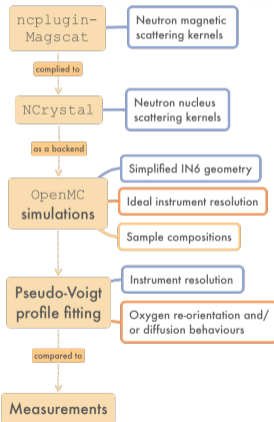 ncplugin-
Magscat
Neutron magnetic
scattering kernels
complied to
NCrystal
Neutron nucleus
scattering kernels
as a backend
Simplified IN6 geometry
OpenMC
simulations
Ideal instrument resolution
Sample compositions
Pseudo-Voigt
profile fitting
Instrument resolution
Oxygen re-orientation and/
or diffusion behaviours
compared to
Measurements